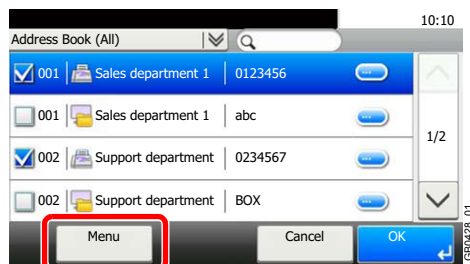 10:10
Address Book (All)
001 Sales department 1 0123456
001 Sales department 1 abc
1/2
002 Support department 0234567
002 Support department BOX
Menu Cancel OK
GB0428_01